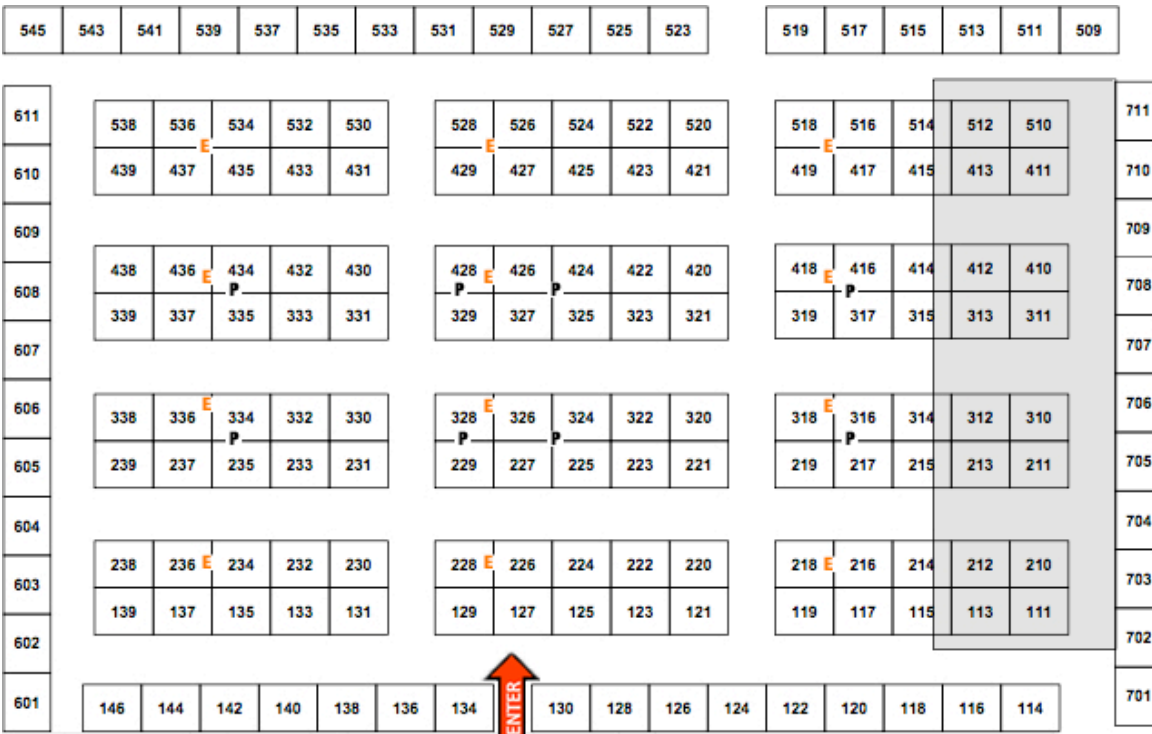 545 543 541 539 537 535 533 531 529 527 525 523 519 517 515 513 511 509
611 711
538 536 534 532 530 528 526 524 522 520 518 516 514 512 510
E E E
439 437 435 433 431 429 427 425 423 421 419 417 415 413 411
610 710
609 709
438 436 E 434 432 430 428 E 426 424 422 420 418 E 416 414 412 410
608 P P P P 708
339 337 335 333 331 329 327 325 323 321 319 317 315 313 311
607 707
606 E E E 706
338 336 334 332 330 328 326 324 322 320 318 316 314 312 310
P P P P
605 239 237 235 233 231 229 227 225 223 221 219 217 215 213 211 705
604 704
238 236 E 234 232 230 228 E 226 224 222 220 218 E 216 214 212 210
603 703
139 137 135 133 131 129 127 125 123 121 119 117 115 113 111
602 702
601 701
146 144 142 140 138 136 134 ENTER 130 128 126 124 122 120 118 116 114